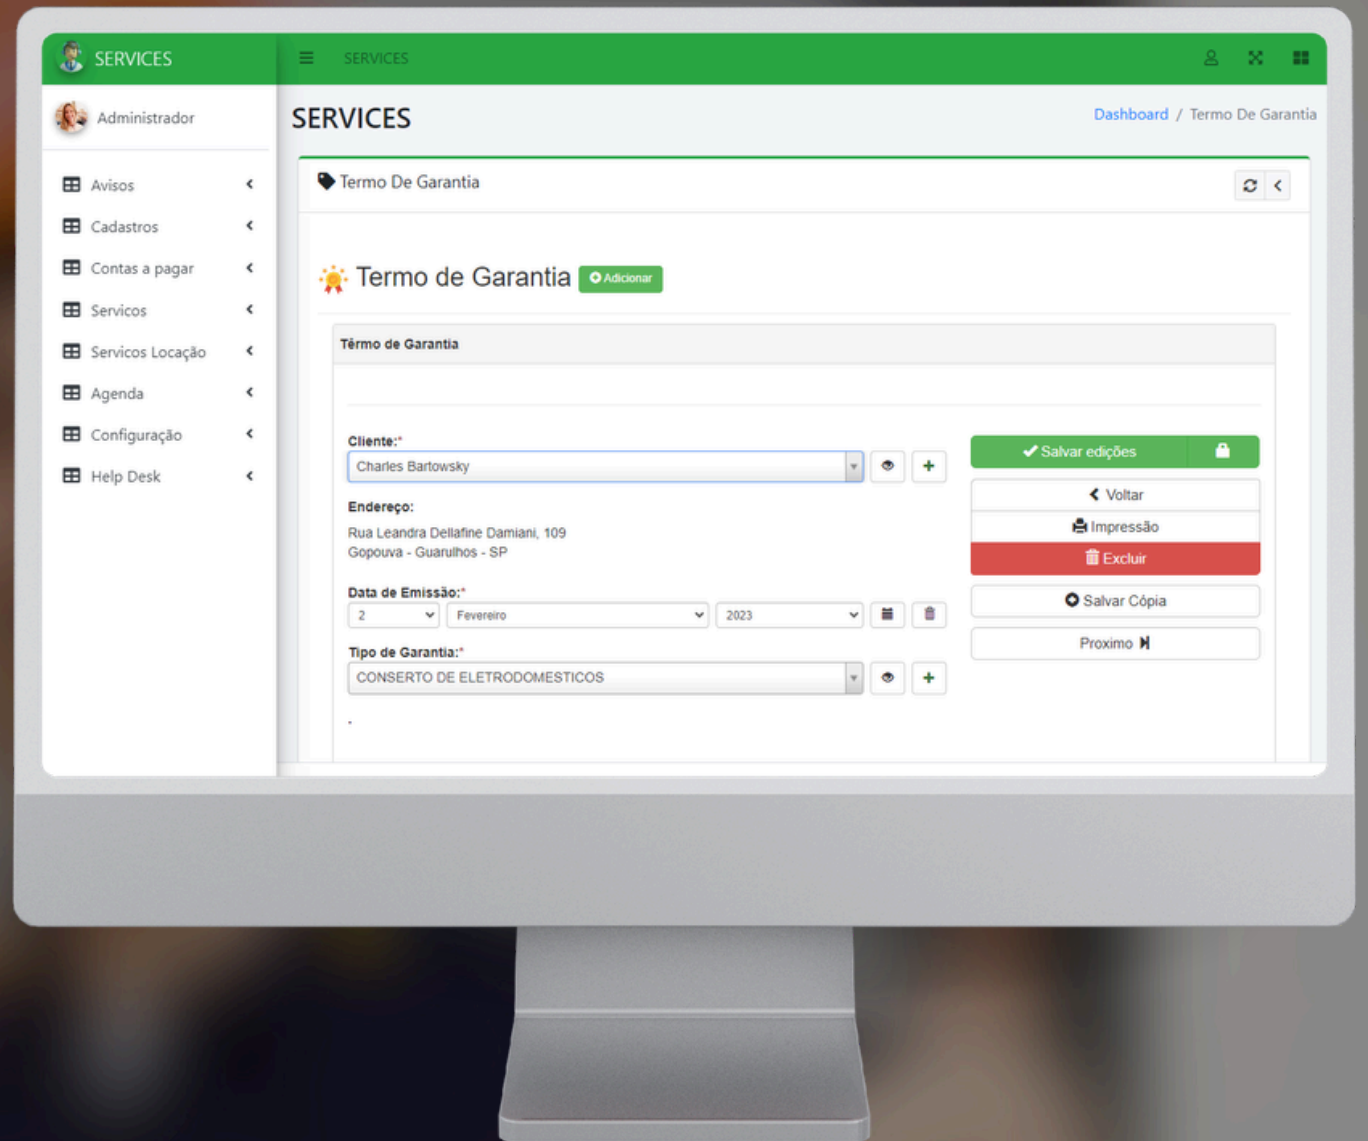 SERVICES
SERVICES
Administrador
SERVICES
Dashboard / Termo De Garantia
Avisos
Cadastros
Contas a pagar
Servicos
Servicos Locação
Agenda
Configuração
Help Desk
Termo De Garantia
Termo de Garantia
Adicionar
Têrmo de Garantia
Cliente:*
Charles Bartowsky
Endereço:
Rua Leandra Dellafine Damiani, 109
Gopouva - Guarulhos - SP
Data de Emissão:*
2 Fevereiro 2023
Tipo de Garantia:*
CONSERTO DE ELETRODOMESTICOS
.
Salvar edições
Voltar
Impressão
Excluir
Salvar Cópia
Proximo